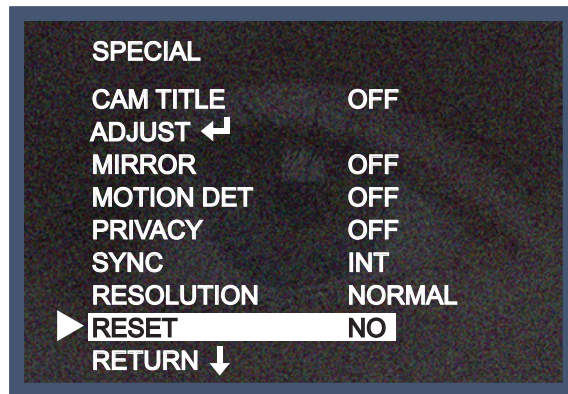 SPECIAL
CAM TITLE OFF
ADJUST ↵
MIRROR OFF
MOTION DET OFF
PRIVACY OFF
SYNC INT
RESOLUTION NORMAL
RESET NO
RETURN ↓